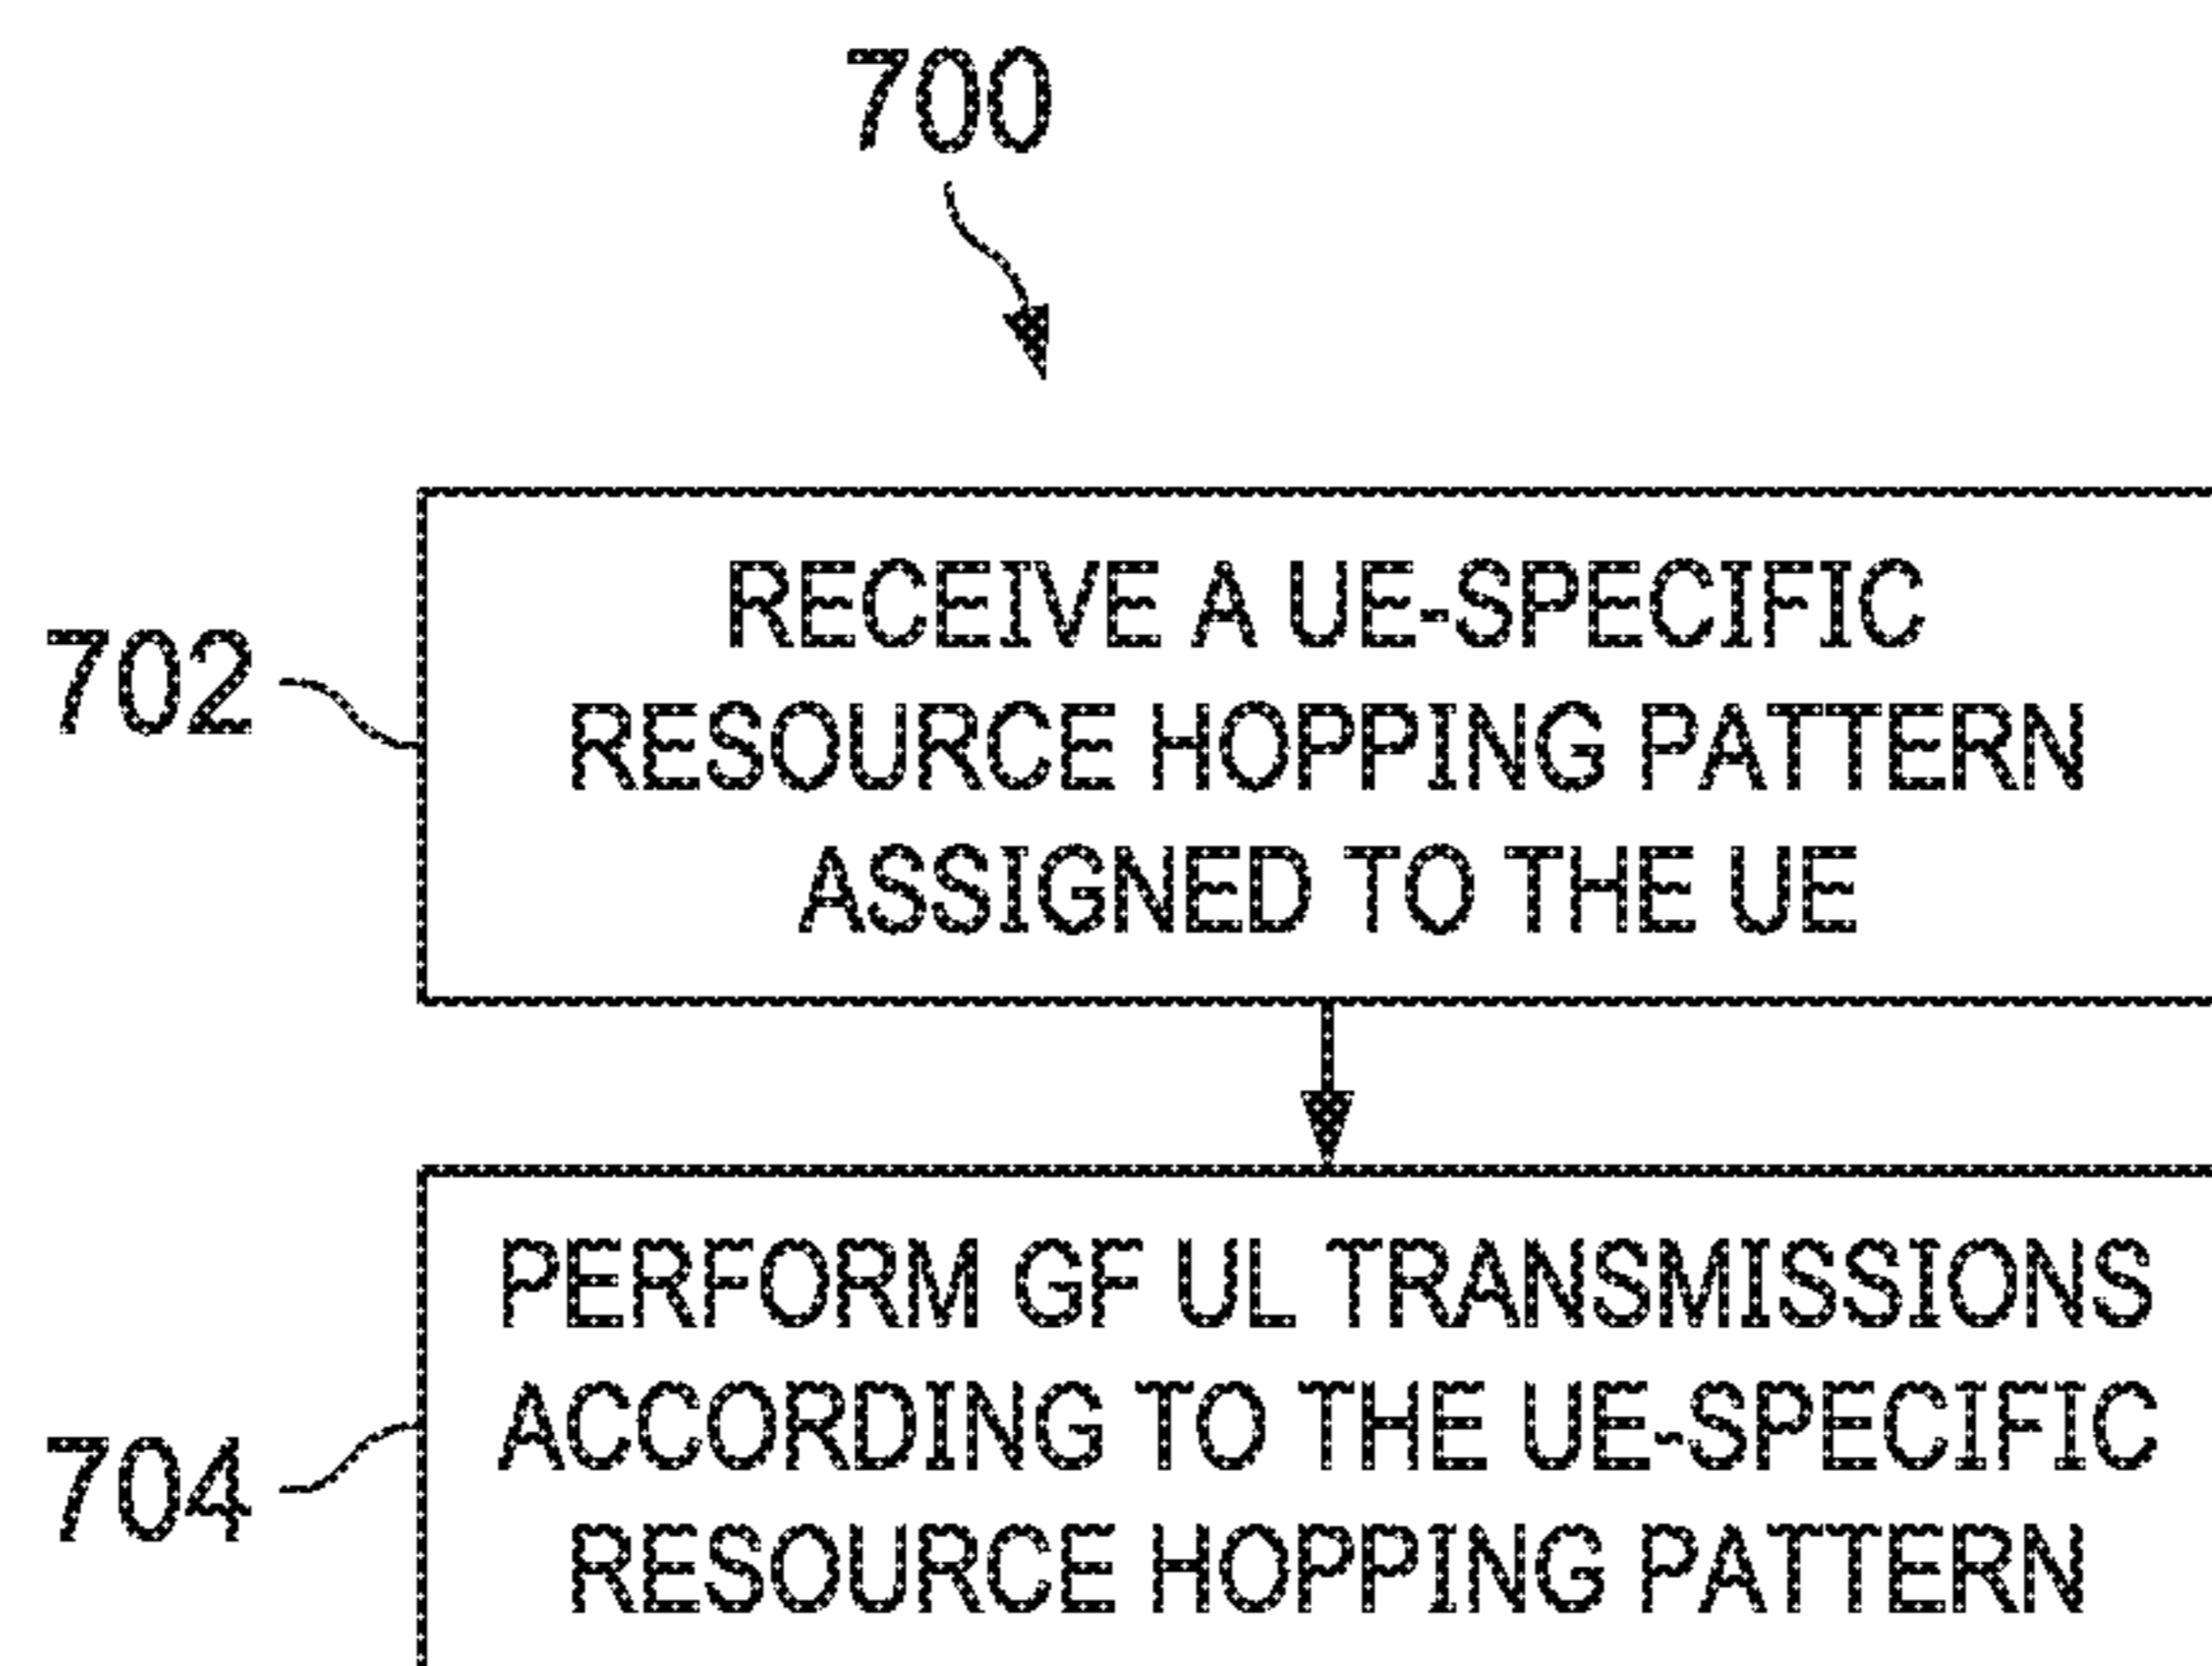 700
702
RECEIVE A UE-SPECIFIC
RESOURCE HOPPING PATTERN
ASSIGNED TO THE UE
704
PERFORM GF UL TRANSMISSIONS
ACCORDING TO THE UE-SPECIFIC
RESOURCE HOPPING PATTERN